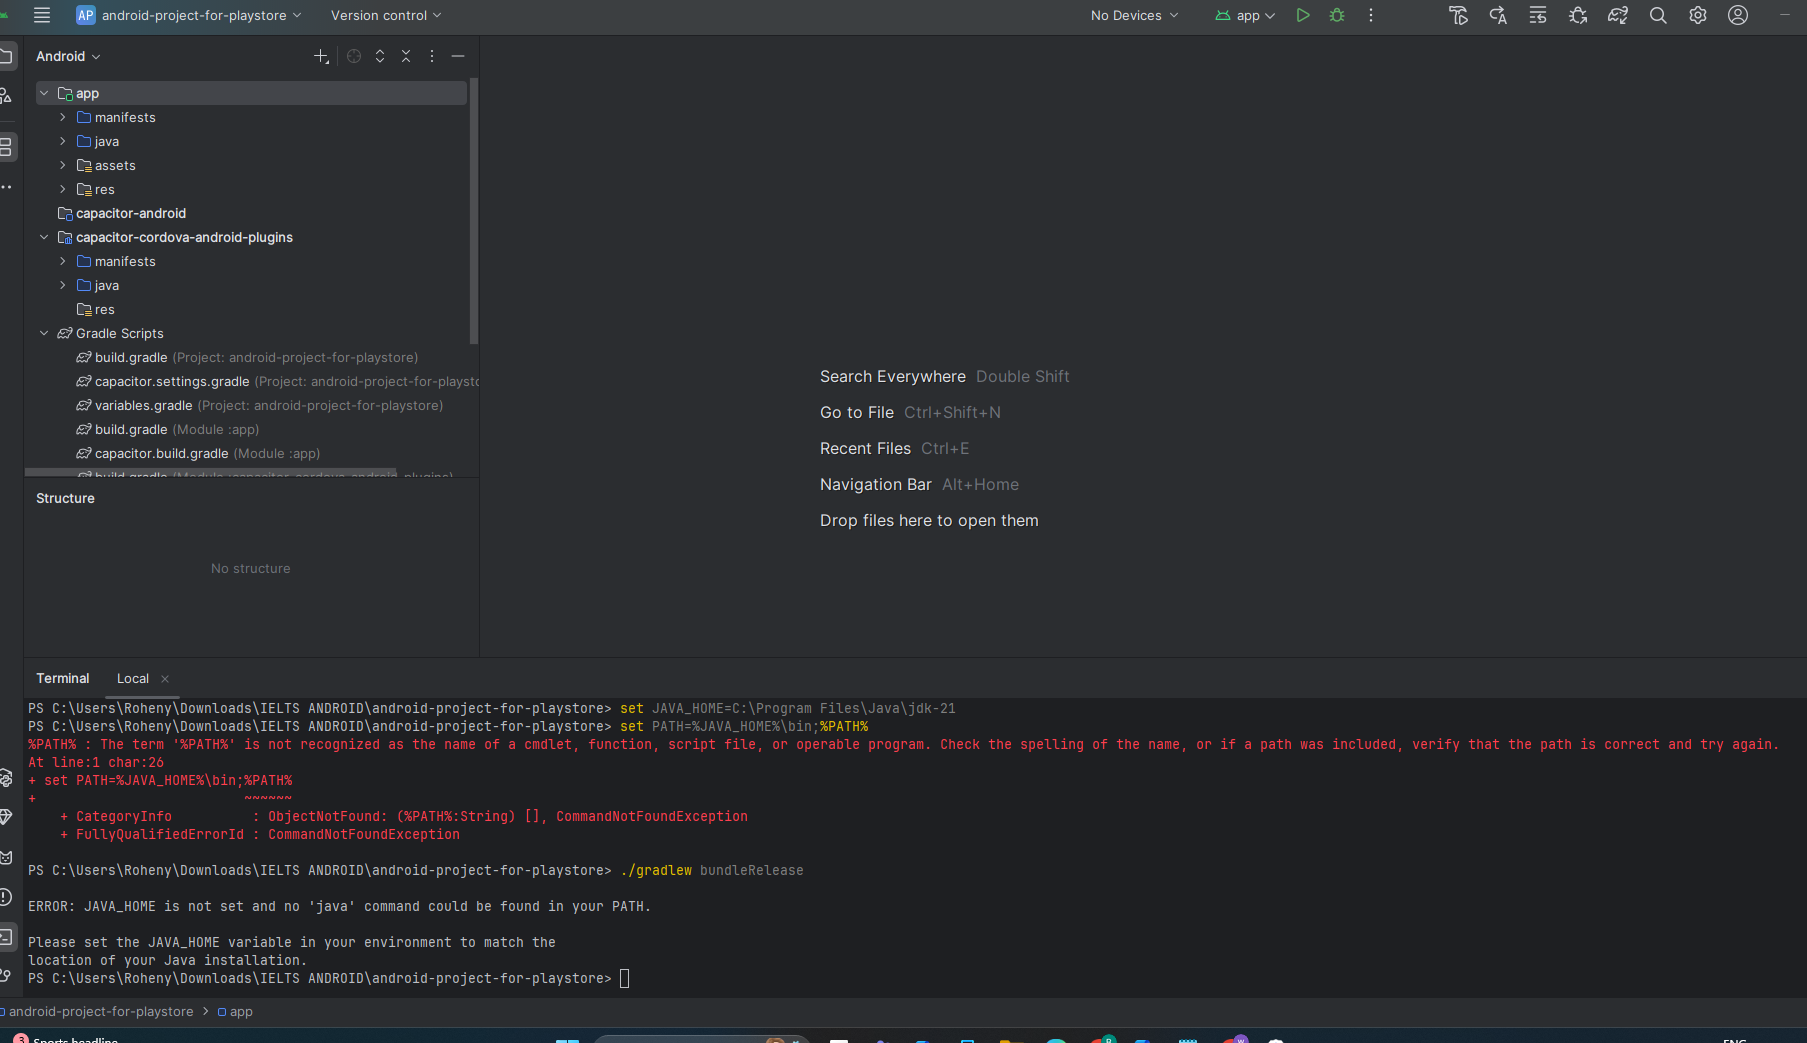 AP android-project-for-playstore Version control No Devices app
Android
app
manifests
java
assets
res
capacitor-android
capacitor-cordova-android-plugins
manifests
java
res
Gradle Scripts
build.gradle (Project: android-project-for-playstore)
capacitor.settings.gradle (Project: android-project-for-playsto
variables.gradle (Project: android-project-for-playstore)
build.gradle (Module :app)
capacitor.build.gradle (Module :app)
build.gradle (Module :capacitor-cordova-android-plugins)
Structure
No structure
Search Everywhere Double Shift
Go to File Ctrl+Shift+N
Recent Files Ctrl+E
Navigation Bar Alt+Home
Drop files here to open them
Terminal Local
PS C:\Users\Roheny\Downloads\IELTS ANDROID\android-project-for-playstore> set JAVA_HOME=C:\Program Files\Java\jdk-21
PS C:\Users\Roheny\Downloads\IELTS ANDROID\android-project-for-playstore> set PATH=%JAVA_HOME%\bin;%PATH%
%PATH% : The term '%PATH%' is not recognized as the name of a cmdlet, function, script file, or operable program. Check the spelling of the name, or if a path was included, verify that the path is correct and try again.
At line:1 char:26
+ set PATH=%JAVA_HOME%\bin;%PATH%
+                          ~~~~~~
    + CategoryInfo          : ObjectNotFound: (%PATH%:String) [], CommandNotFoundException
    + FullyQualifiedErrorId : CommandNotFoundException
PS C:\Users\Roheny\Downloads\IELTS ANDROID\android-project-for-playstore> ./gradlew bundleRelease
ERROR: JAVA_HOME is not set and no 'java' command could be found in your PATH.
Please set the JAVA_HOME variable in your environment to match the
location of your Java installation.
PS C:\Users\Roheny\Downloads\IELTS ANDROID\android-project-for-playstore>
android-project-for-playstore > app
3 Sports headline
ENG